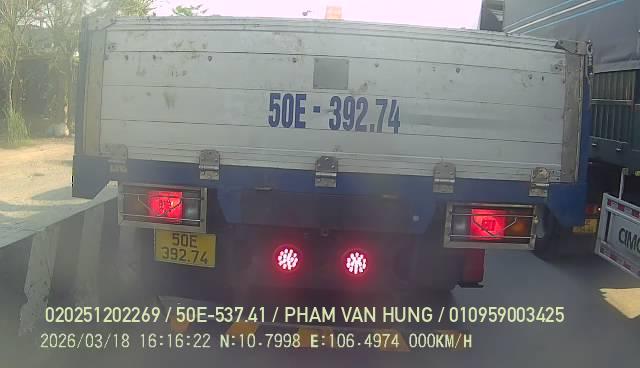 50E - 392.74
50E
392.74
CIMC
020251202269 / 50E-537.41 / PHAM VAN HUNG / 010959003425
2026/03/18 16:16:22 N:10.7998 E:106.4974 000KM/H